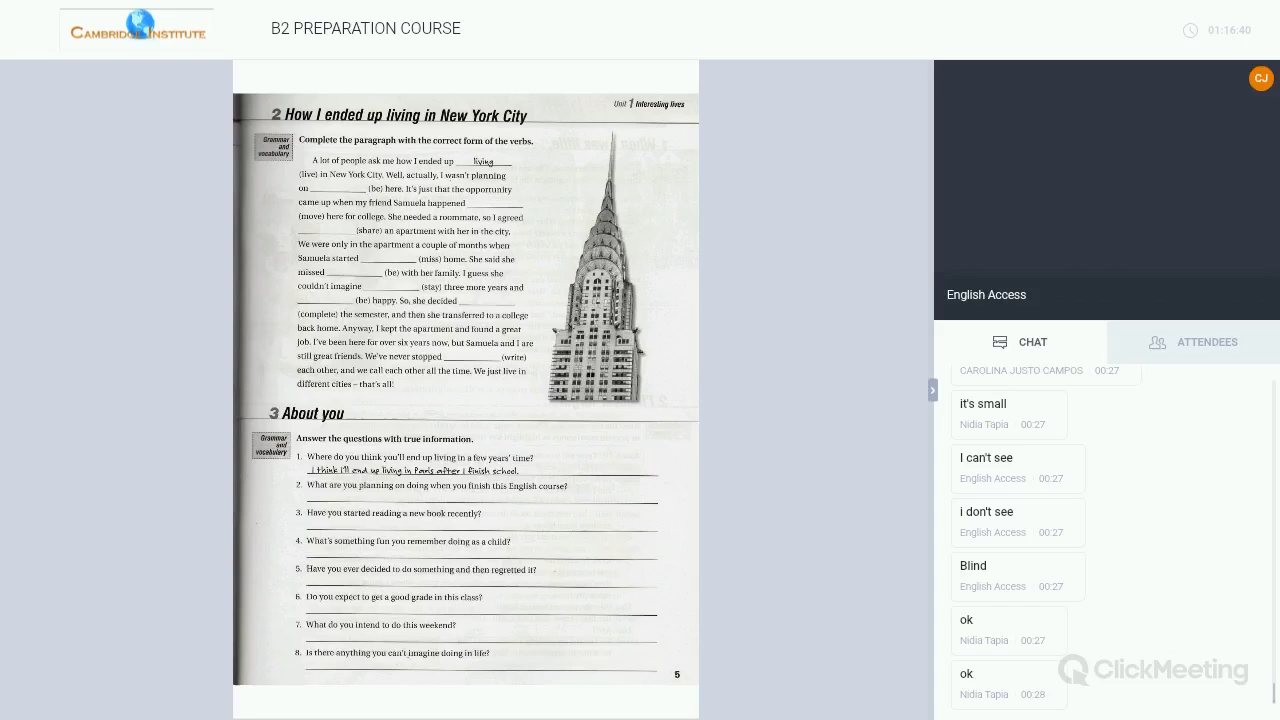 CAMBRIDGE INSTITUTE
B2 PREPARATION COURSE
01:16:40
Unit 1 Interesting lives
2 How I ended up living in New York City
Grammar
and
vocabulary
Complete the paragraph with the correct form of the verbs.
A lot of people ask me how I ended up living
(live) in New York City. Well, actually, I wasn't planning
on ____________ (be) here. It's just that the opportunity
came up when my friend Samuela happened ____________
(move) here for college. She needed a roommate, so I agreed
____________ (share) an apartment with her in the city.
We were only in the apartment a couple of months when
Samuela started ____________ (miss) home. She said she
missed ____________ (be) with her family. I guess she
couldn't imagine ____________ (stay) three more years and
____________ (be) happy. So, she decided ____________
(complete) the semester, and then she transferred to a college
back home. Anyway, I kept the apartment and found a great
job. I've been here for over six years now, but Samuela and I are
still great friends. We've never stopped ____________ (write)
each other, and we call each other all the time. We just live in
different cities – that's all!
3 About you
Grammar
and
vocabulary
Answer the questions with true information.
1. Where do you think you'll end up living in a few years' time?
I think I'll end up living in Paris after I finish school.
2. What are you planning on doing when you finish this English course?
3. Have you started reading a new book recently?
4. What's something fun you remember doing as a child?
5. Have you ever decided to do something and then regretted it?
6. Do you expect to get a good grade in this class?
7. What do you intend to do this weekend?
8. Is there anything you can't imagine doing in life?
5
CJ
English Access
CHAT
ATTENDEES
CAROLINA JUSTO CAMPOS 00:27
it's small
Nidia Tapia 00:27
I can't see
English Access 00:27
i don't see
English Access 00:27
Blind
English Access 00:27
ok
Nidia Tapia 00:27
ok
Nidia Tapia 00:28
ClickMeeting